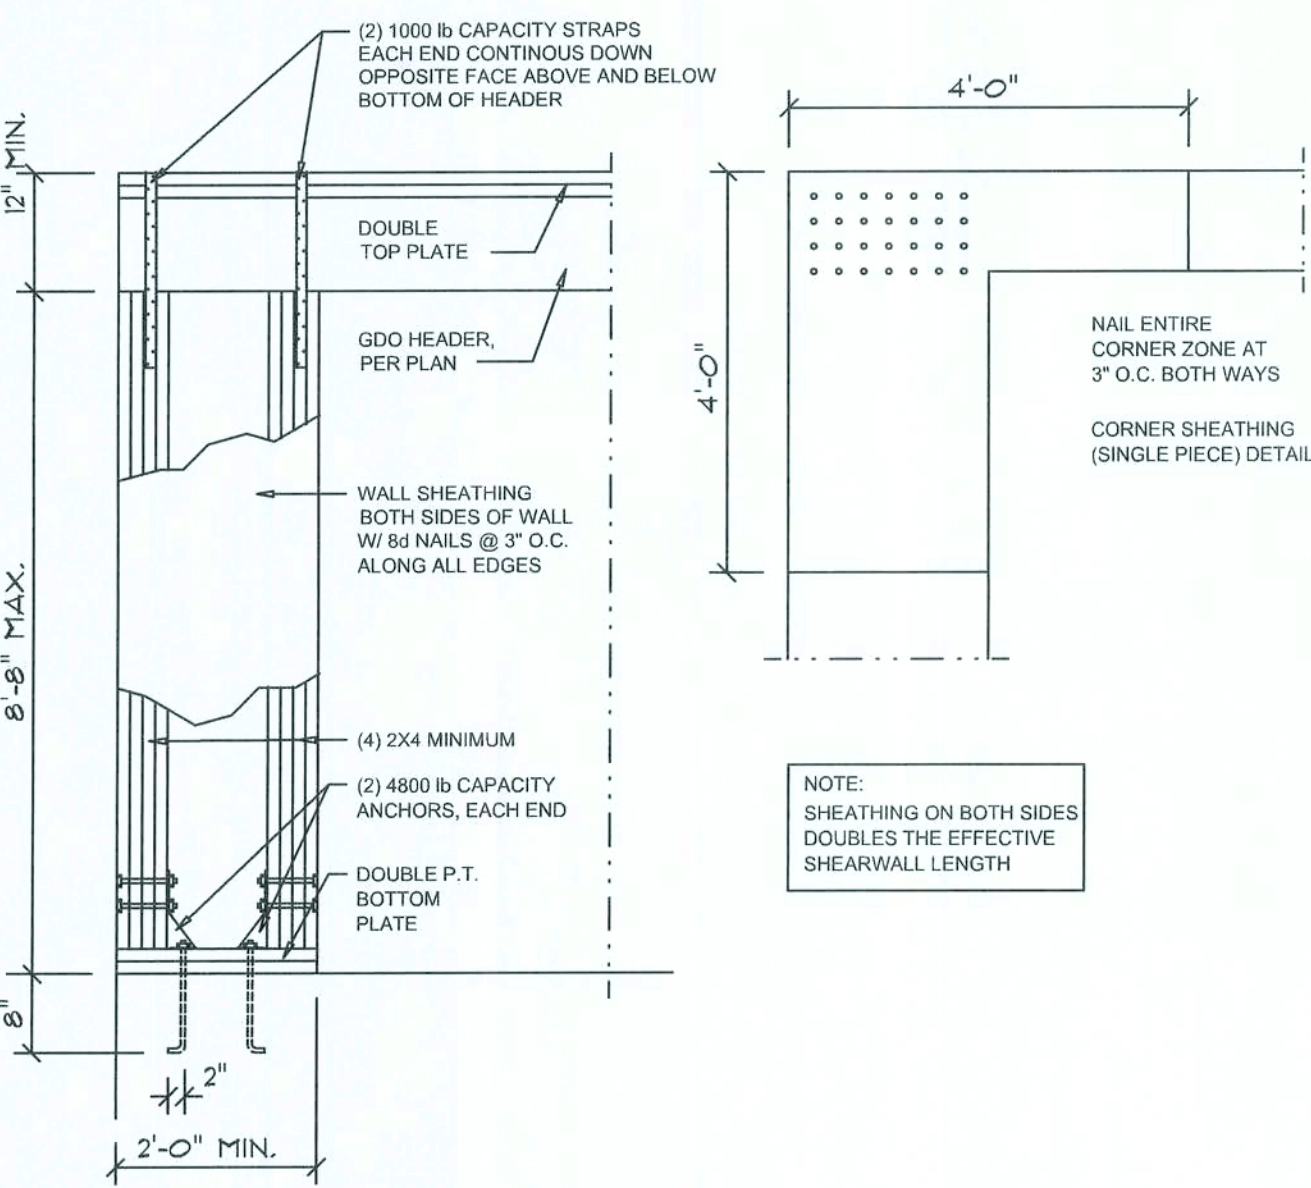 (2) 1000 lb CAPACITY STRAPS
EACH END CONTINOUS DOWN
OPPOSITE FACE ABOVE AND BELOW
BOTTOM OF HEADER
12" MIN.
DOUBLE
TOP PLATE
GDO HEADER,
PER PLAN
WALL SHEATHING
BOTH SIDES OF WALL
W/ 8d NAILS @ 3" O.C.
ALONG ALL EDGES
8'-8" MAX.
(4) 2X4 MINIMUM
(2) 4800 lb CAPACITY
ANCHORS, EACH END
DOUBLE P.T.
BOTTOM
PLATE
8"
2"
2'-0" MIN.
4'-0"
4'-0"
NAIL ENTIRE
CORNER ZONE AT
3" O.C. BOTH WAYS
CORNER SHEATHING
(SINGLE PIECE) DETAIL
NOTE:
SHEATHING ON BOTH SIDES
DOUBLES THE EFFECTIVE
SHEARWALL LENGTH